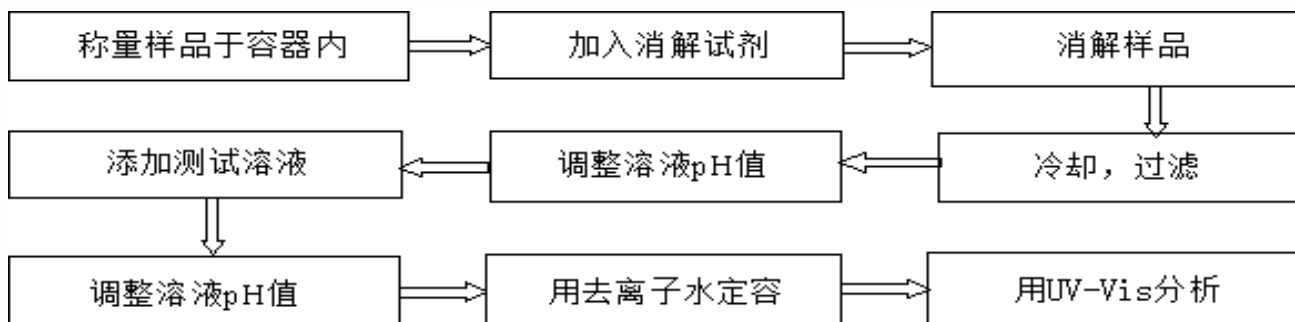 称量样品于容器内
加入消解试剂
消解样品
冷却，过滤
调整溶液pH值
添加测试溶液
调整溶液pH值
用去离子水定容
用UV-Vis分析